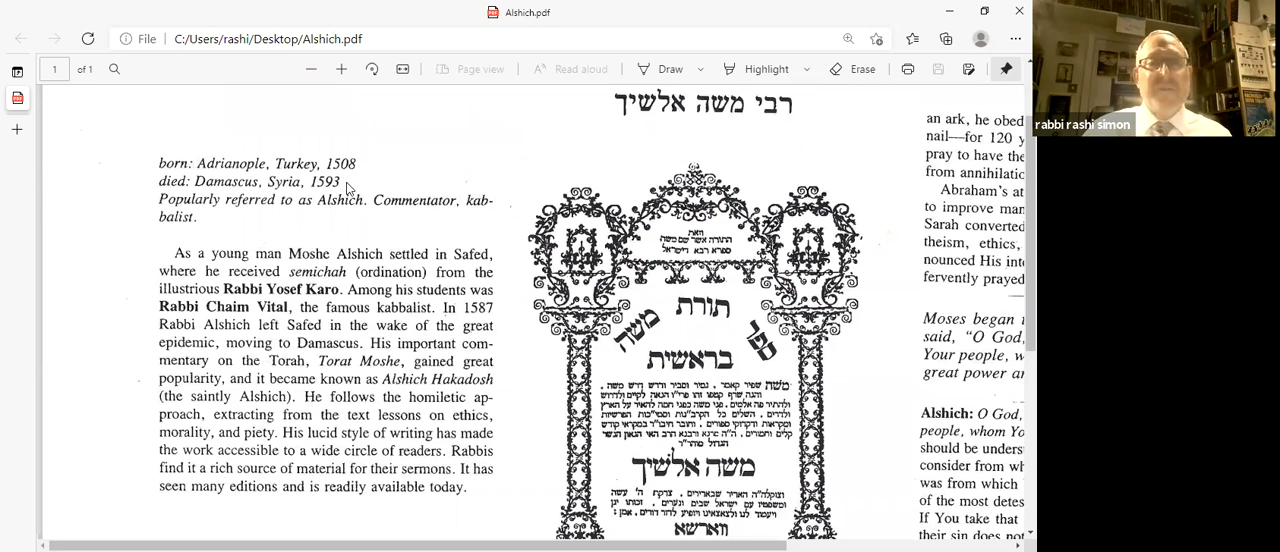 Alshich.pdf
File
C:/Users/rashi/Desktop/Alshich.pdf
1 of 1
Page view
Read aloud
Draw
Highlight
Erase
rabbi rashi simon
רבי משה אלשיך
born: Adrianople, Turkey, 1508
died: Damascus, Syria, 1593
Popularly referred to as Alshich. Commentator, kab-
balist.
As a young man Moshe Alshich settled in Safed,
where he received semichah (ordination) from the
illustrious Rabbi Yosef Karo. Among his students was
Rabbi Chaim Vital, the famous kabbalist. In 1587
Rabbi Alshich left Safed in the wake of the great
epidemic, moving to Damascus. His important com-
mentary on the Torah, Torat Moshe, gained great
popularity, and it became known as Alshich Hakadosh
(the saintly Alshich). He follows the homiletic ap-
proach, extracting from the text lessons on ethics,
morality, and piety. His lucid style of writing has made
the work accessible to a wide circle of readers. Rabbis
find it a rich source of material for their sermons. It has
seen many editions and is readily available today.
וזאת
התורה אשר שם משה
ספרא רבא דישראל
ספר
תורת
משה
בראשית
משה אלשיך
ווארשא
an ark, he obed
nail—for 120 y
pray to have the
from annihilatic
Abraham's at
to improve man
Sarah converted
theism, ethics,
nounced His int
fervently prayed
Moses began
said, "O God,
Your people, w
great power ar
Alshich: O God,
people, whom Yo
should be unders
consider from wh
was from which
of the most detes
If You take that
their sin does not